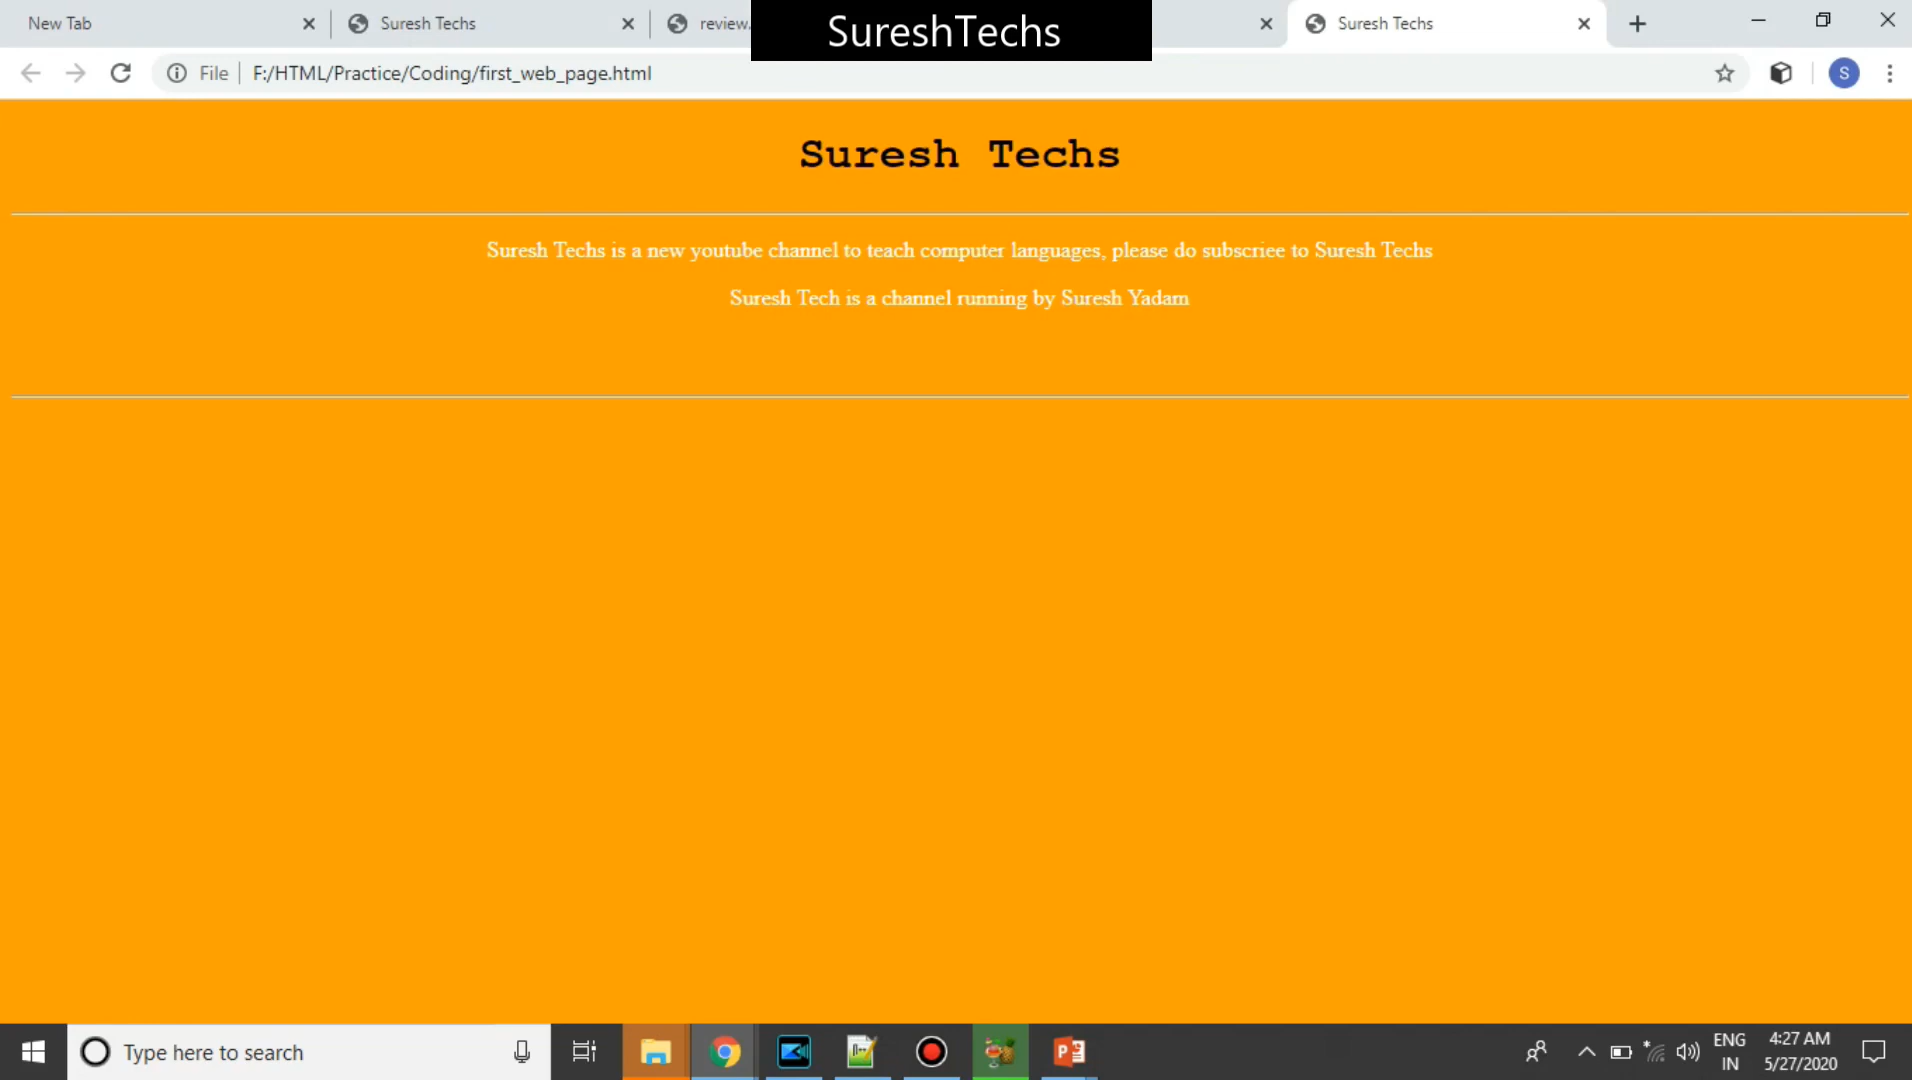 New Tab
Suresh Techs
review.
SureshTechs
Suresh Techs
File
F:/HTML/Practice/Coding/first_web_page.html
S
Suresh Techs
Suresh Techs is a new youtube channel to teach computer languages, please do subscriee to Suresh Techs
Suresh Tech is a channel running by Suresh Yadam
Type here to search
ENG
IN
4:27 AM
5/27/2020